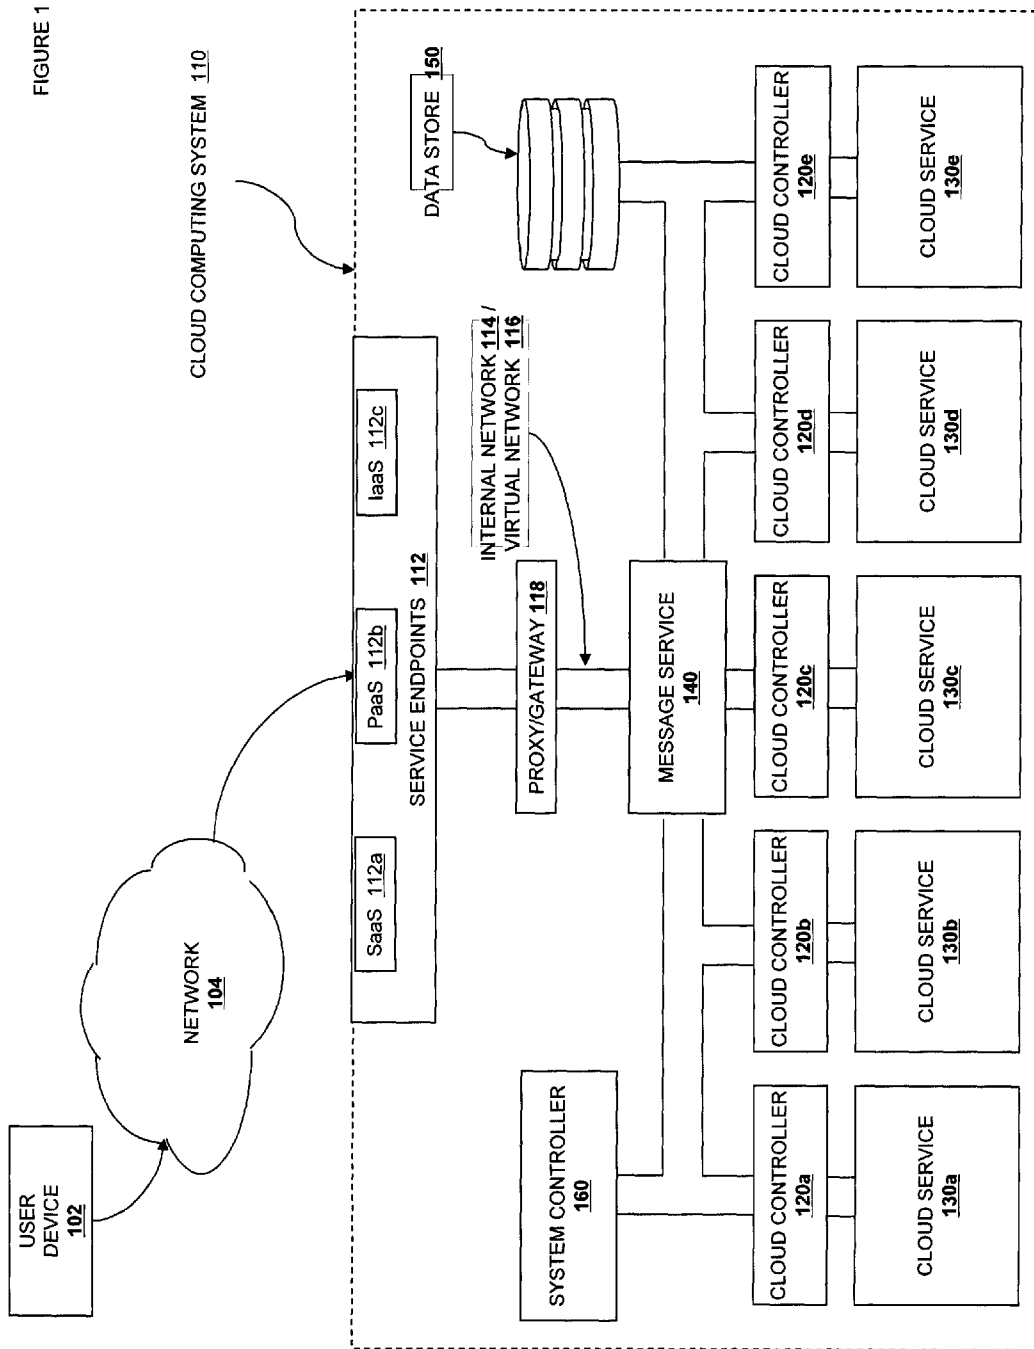 FIGURE 1
USER
DEVICE
102
NETWORK
104
CLOUD COMPUTING SYSTEM 110
SaaS 112a
PaaS 112b
IaaS 112c
SERVICE ENDPOINTS 112
DATA STORE 150
INTERNAL NETWORK 114 /
VIRTUAL NETWORK 116
PROXY/GATEWAY 118
SYSTEM CONTROLLER
160
MESSAGE SERVICE
140
CLOUD CONTROLLER
120a
CLOUD CONTROLLER
120b
CLOUD CONTROLLER
120c
CLOUD CONTROLLER
120d
CLOUD CONTROLLER
120e
CLOUD SERVICE
130a
CLOUD SERVICE
130b
CLOUD SERVICE
130c
CLOUD SERVICE
130d
CLOUD SERVICE
130e